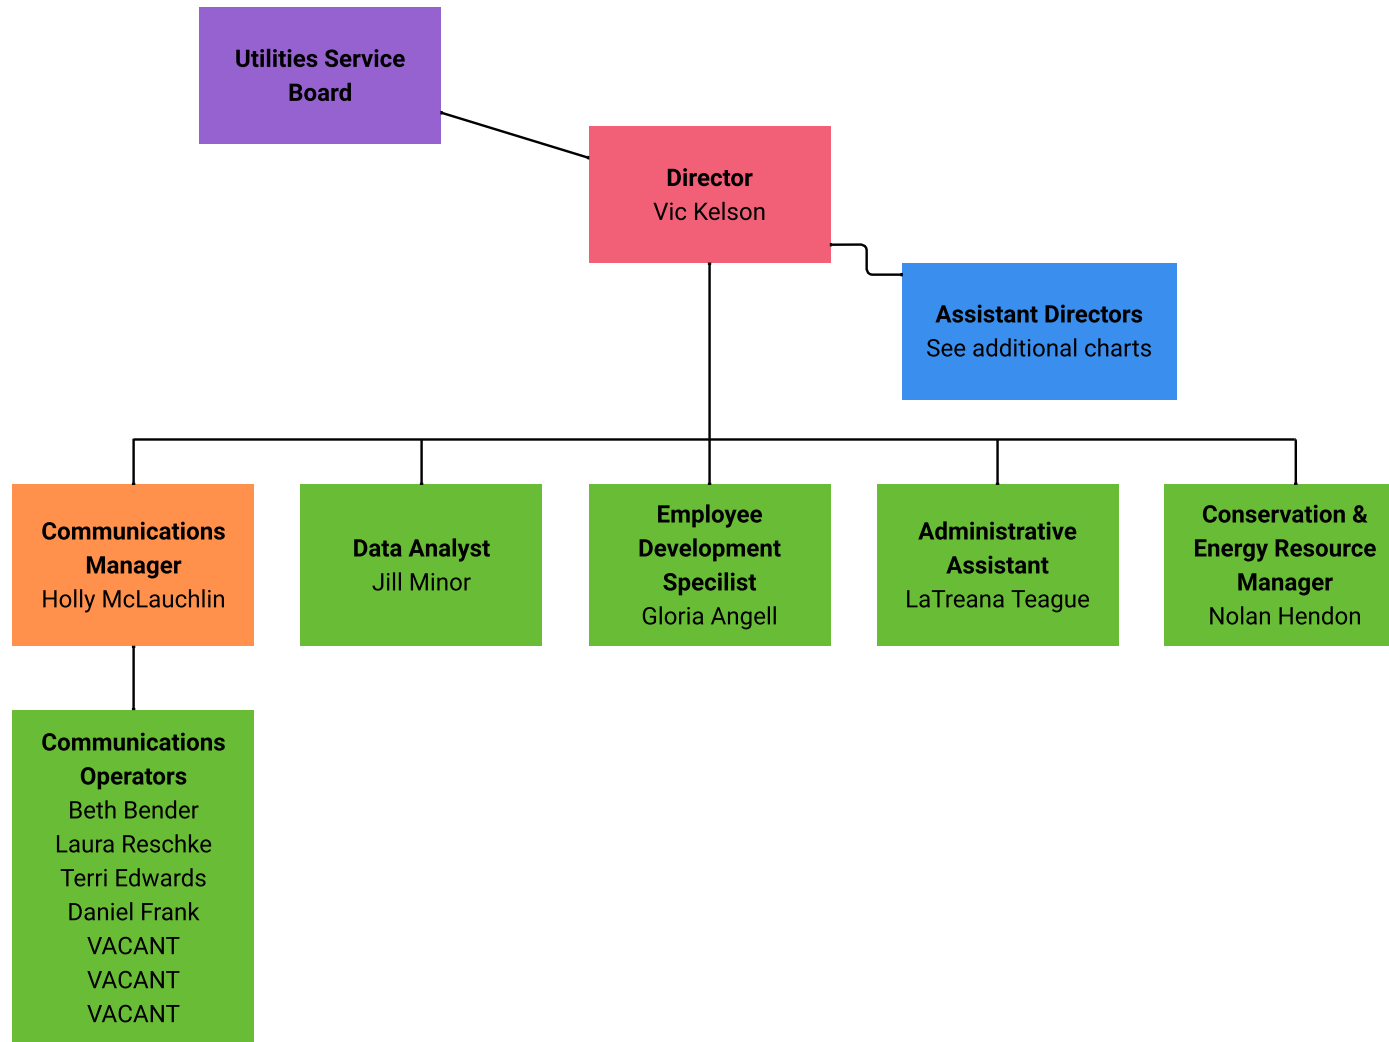 Utilities Service
Board
Director
Vic Kelson
Assistant Directors
See additional charts
Communications
Manager
Holly McLauchlin
Data Analyst
Jill Minor
Employee
Development
Specilist
Gloria Angell
Administrative
Assistant
LaTreana Teague
Conservation &
Energy Resource
Manager
Nolan Hendon
Communications
Operators
Beth Bender
Laura Reschke
Terri Edwards
Daniel Frank
VACANT
VACANT
VACANT